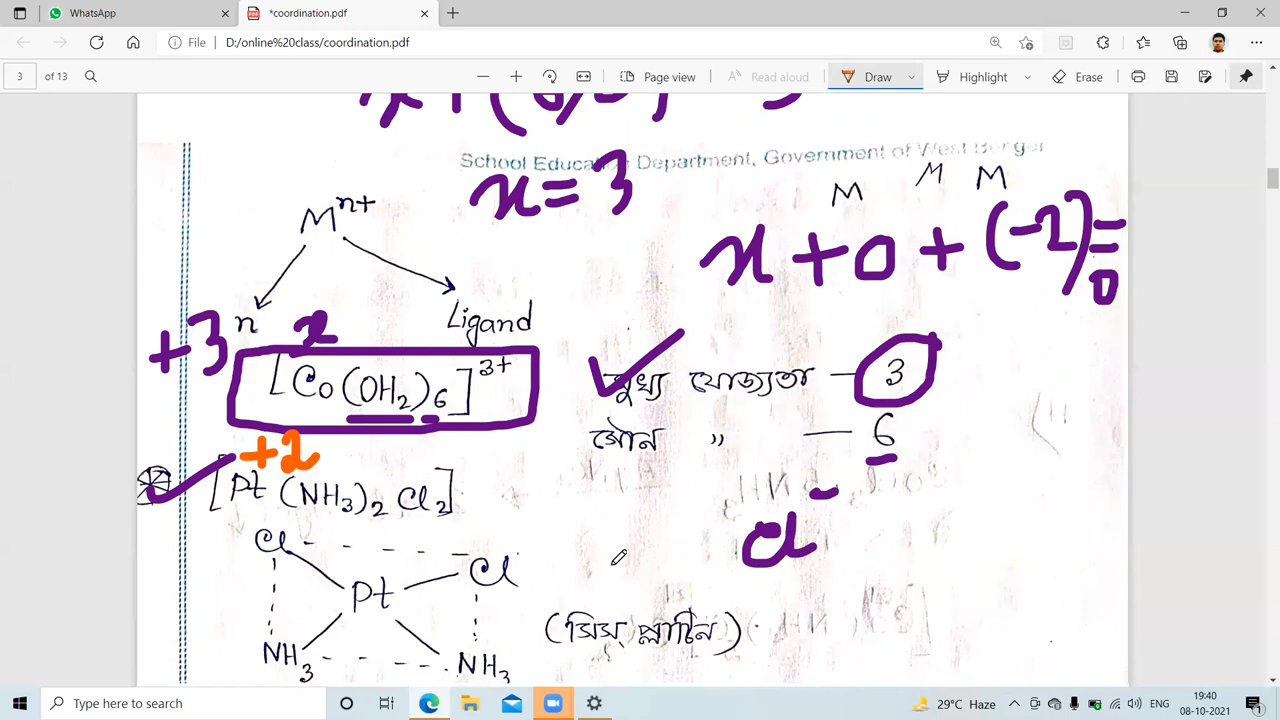 WhatsApp
*coordination.pdf
File D:/online%20class/coordination.pdf
3 of 13 Page view Read aloud Draw Highlight Erase
School Education Department, Government of West Bengal
x = 3
M M M
Mn+
x + 0 + (-2) = 0
n Ligand
+3 x
[Co(OH2)6]3+
মুখ্য যোজ্যতা — 3
গৌন " — 6
+2
[Pt (NH3)2 Cl2]
Cl-
Cl Cl
Pt
NH3 NH3
(সিস্ প্লাটিন)
Type here to search
29°C Haze
19:40
08-10-2021
1